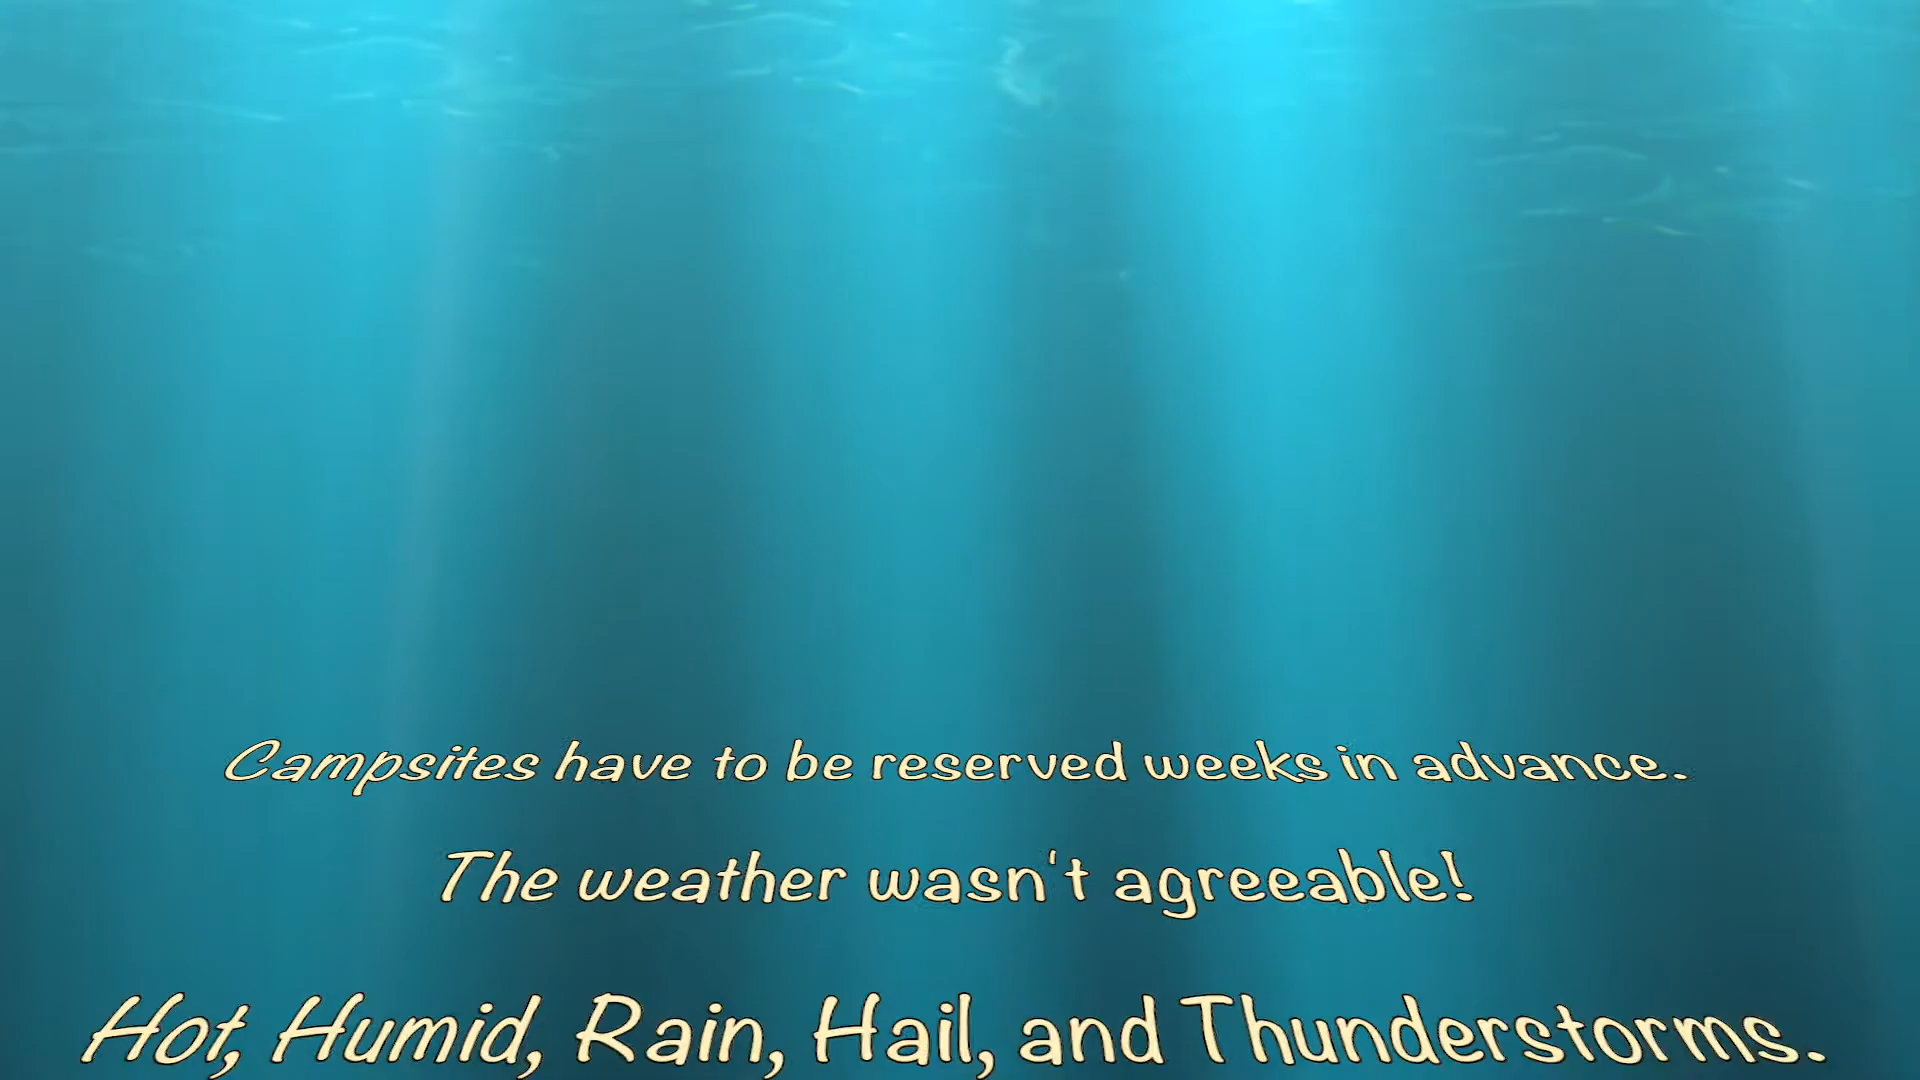 Campsites have to be reserved weeks in advance.
The weather wasn't agreeable!
Hot, Humid, Rain, Hail, and Thunderstorms.